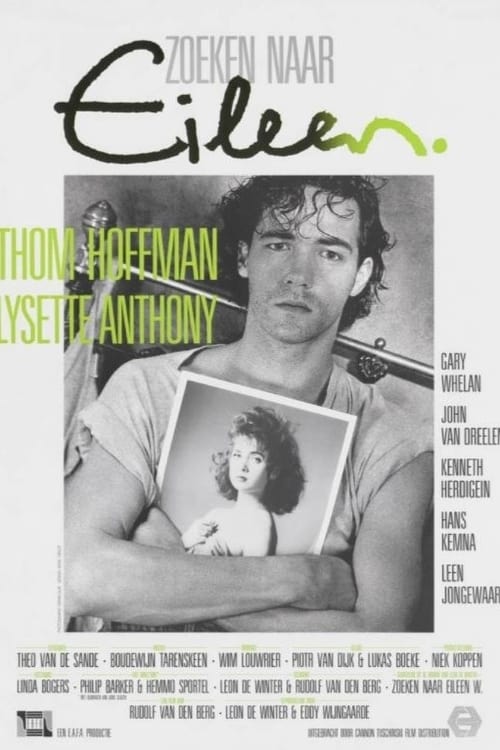 ZOEKEN NAAR
Eileen.
THOM HOFFMAN
LYSETTE ANTHONY
GARY
WHELAN
JOHN
VAN DREELEN
KENNETH
HERDIGEIN
HANS
KEMNA
LEEN
JONGEWAAR
THEO VAN DE SANDE - BOUDEWIJN TARENSKEEN - WIM LOUWRIER - PIOTR VAN DIJK & LUKAS BOEKE - NIEK KOPPEN
LINDA BOGERS - PHILIP BARKER & HEMMO SPORTEL - LEON DE WINTER & RUDOLF VAN DEN BERG - ZOEKEN NAAR EILEEN W.
RUDOLF VAN DEN BERG - LEON DE WINTER & EDDY WIJNGAARDE
EEN E.A.F.A. PRODUCTIE
UITGEBRACHT DOOR CANNON TUSCHINSKI FILM DISTRIBUTION